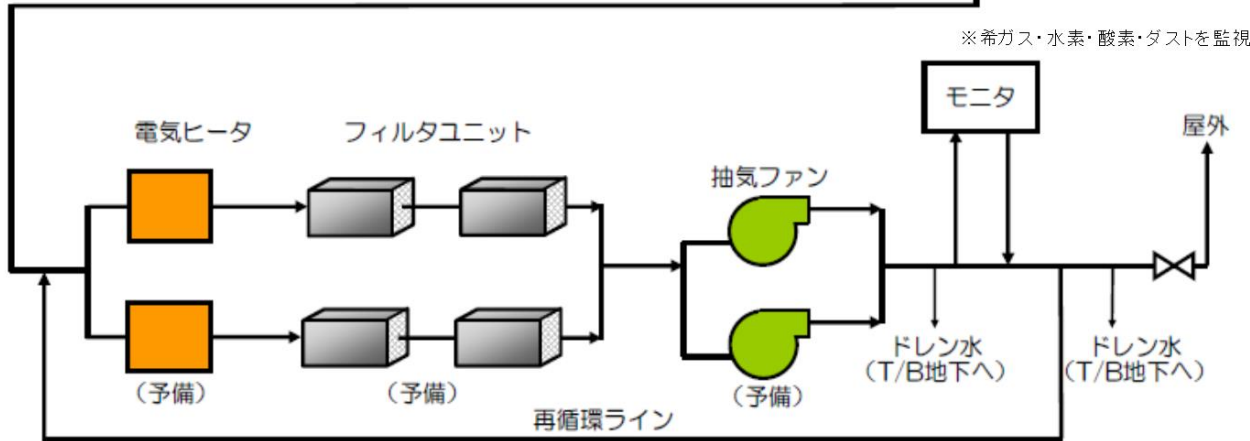 ※希ガス・水素・酸素・ダストを監視
モニタ
屋外
電気ヒータ
フィルタユニット
抽気ファン
ドレン水
(T/B地下へ)
ドレン水
(T/B地下へ)
(予備)
(予備)
(予備)
再循環ライン